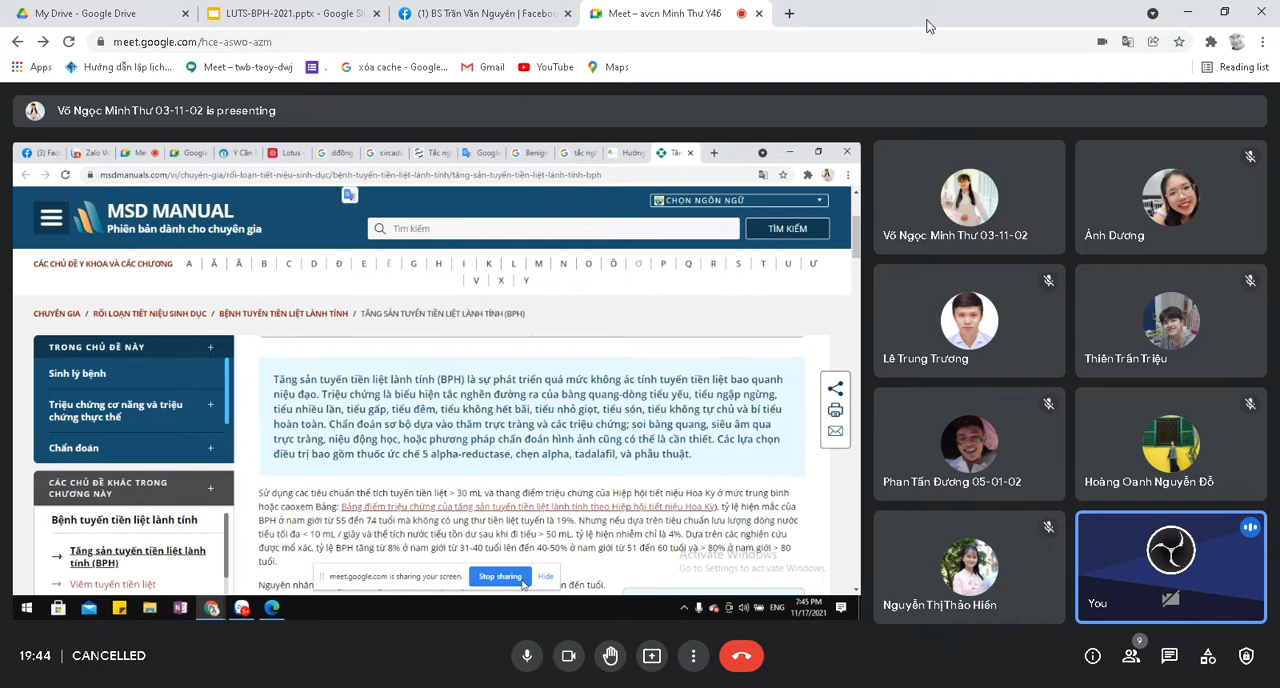 My Drive - Google Drive
LUTS-BPH-2021.pptx - Google Sli
(1) BS Trần Văn Nguyên | Facebo
Meet – avcn Minh Thư Y46
meet.google.com/hce-aswo-azm
Apps
Hướng dẫn lập lịch...
Meet – twb-taoy-dwj
.
xóa cache - Google...
Gmail
YouTube
Maps
Reading list
Võ Ngọc Minh Thư 03-11-02 is presenting
(3) Fac
Zalo W
Me
Google
Y Cần T
Lotus -
đđồng
circad
Tắc ng
Google
Benign
tắc ngh
Hướng
Tăn
msdmanuals.com/vi/chuyên-gia/rối-loạn-tiết-niệu-sinh-dục/bệnh-tuyến-tiền-liệt-lành-tính/tăng-sản-tuyến-tiền-liệt-lành-tính-bph
MSD MANUAL
Phiên bản dành cho chuyên gia
CHỌN NGÔN NGỮ
Tìm kiếm
TÌM KIẾM
CÁC CHỦ ĐỀ Y KHOA VÀ CÁC CHƯƠNG A Ă Â B C D Đ E Ê G H I K L M N O Ô Ơ P Q R S T U Ư
V X Y
CHUYÊN GIA / RỐI LOẠN TIẾT NIỆU SINH DỤC / BỆNH TUYẾN TIỀN LIỆT LÀNH TÍNH / TĂNG SẢN TUYẾN TIỀN LIỆT LÀNH TÍNH (BPH)
TRONG CHỦ ĐỀ NÀY +
Sinh lý bệnh
Triệu chứng cơ năng và triệu +
chứng thực thể
Chẩn đoán +
CÁC CHỦ ĐỀ KHÁC TRONG
CHƯƠNG NÀY +
Bệnh tuyến tiền liệt lành tính
Tăng sản tuyến tiền liệt lành tính
(BPH)
Viêm tuyến tiền liệt
Tăng sản tuyến tiền liệt lành tính (BPH) là sự phát triển quá mức không ác tính tuyến tiền liệt bao quanh
niệu đạo. Triệu chứng là biểu hiện tắc nghẽn đường ra của bàng quang-dòng tiểu yếu, tiểu ngập ngừng,
tiểu nhiều lần, tiểu gấp, tiểu đêm, tiểu không hết bãi, tiểu nhỏ giọt, tiểu són, tiểu không tự chủ và bí tiểu
hoàn toàn. Chẩn đoán sơ bộ dựa vào thăm trực tràng và các triệu chứng; soi bàng quang, siêu âm qua
trực tràng, niệu động học, hoặc phương pháp chẩn đoán hình ảnh cũng có thể là cần thiết. Các lựa chọn
điều trị bao gồm thuốc ức chế 5 alpha-reductase, chẹn alpha, tadalafil, và phẫu thuật.
Sử dụng các tiêu chuẩn thể tích tuyến tiền liệt > 30 mL và thang điểm triệu chứng của Hiệp hội tiết niệu Hoa Kỳ ở mức trung bình
hoặc caoxem Bảng: Bảng điểm triệu chứng của tăng sản tuyến tiền liệt lành tính theo Hiệp hội tiết niệu Hoa Kỳ), tỷ lệ hiện mắc của
BPH ở nam giới từ 55 đến 74 tuổi mà không có ung thư tiền liệt tuyến là 19%. Nhưng nếu dựa trên tiêu chuẩn lưu lượng dòng nước
tiểu tối đa < 10 mL / giây và thể tích nước tiểu tồn dư sau khi đi tiểu > 50 mL, tỷ lệ hiện nhiễm chỉ là 4%. Dựa trên các nghiên cứu
được mổ xác, tỷ lệ BPH tăng từ 8% ở nam giới từ 31-40 tuổi lên đến 40-50% ở nam giới từ 51 đến 60 tuổi và > 80% ở nam giới > 80
tuổi.
Nguyên nhân đến tuổi.
Activate Windows
Go to Settings to activate Windows.
meet.google.com is sharing your screen.
Stop sharing
Hide
ENG
7:45 PM
11/17/2021
Võ Ngọc Minh Thư 03-11-02
Ánh Dương
Lê Trung Trương
Thiên Trần Triệu
Phan Tấn Đương 05-01-02
Hoàng Oanh Nguyễn Đỗ
Nguyễn Thị Thảo Hiền
You
19:44 | CANCELLED
9